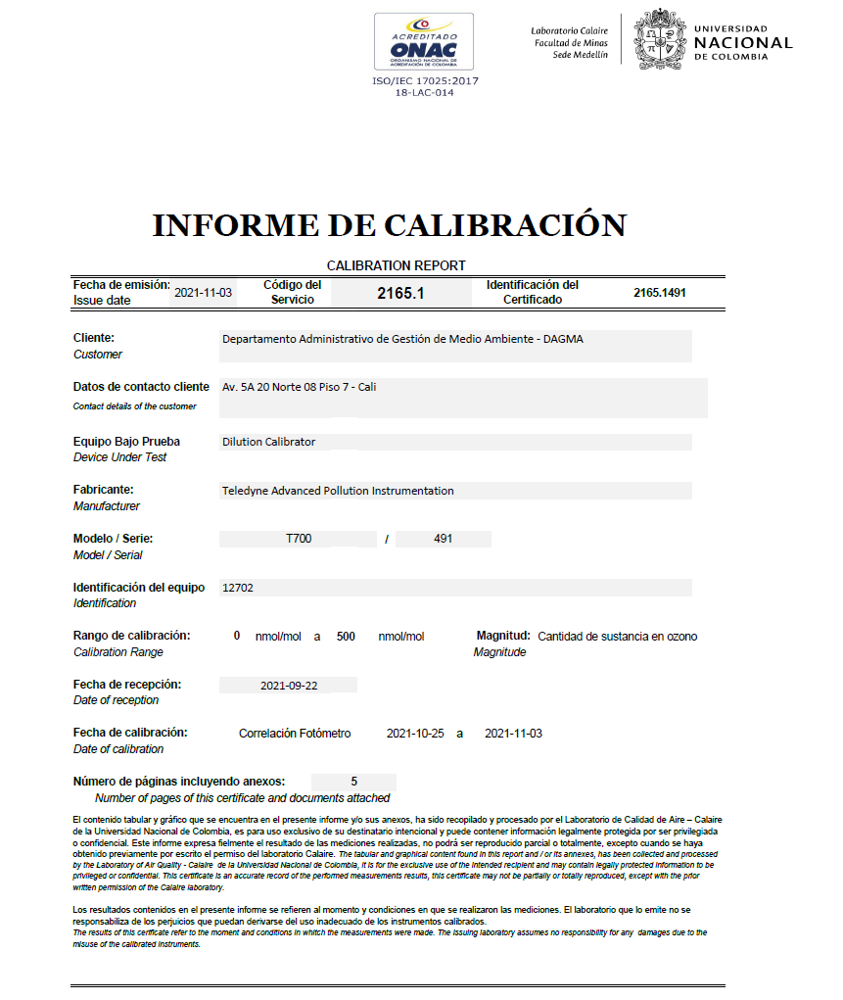 ACREDITADO
ONAC
ORGANISMO NACIONAL DE
ACREDITACIÓN DE COLOMBIA
ISO/IEC 17025:2017
18-LAC-014
Laboratorio Calaire
Facultad de Minas
Sede Medellín
UNIVERSIDAD
NACIONAL
DE COLOMBIA
INFORME DE CALIBRACIÓN
CALIBRATION REPORT
Fecha de emisión: 2021-11-03 Código del Servicio 2165.1 Identificación del Certificado 2165.1491
Issue date
Cliente: Departamento Administrativo de Gestión de Medio Ambiente - DAGMA
Customer
Datos de contacto cliente Av. 5A 20 Norte 08 Piso 7 - Cali
Contact details of the customer
Equipo Bajo Prueba Dilution Calibrator
Device Under Test
Fabricante: Teledyne Advanced Pollution Instrumentation
Manufacturer
Modelo / Serie: T700 / 491
Model / Serial
Identificación del equipo 12702
Identification
Rango de calibración: 0 nmol/mol a 500 nmol/mol Magnitud: Cantidad de sustancia en ozono
Calibration Range Magnitude
Fecha de recepción: 2021-09-22
Date of reception
Fecha de calibración: Correlación Fotómetro 2021-10-25 a 2021-11-03
Date of calibration
Número de páginas incluyendo anexos: 5
Number of pages of this certificate and documents attached
El contenido tabular y gráfico que se encuentra en el presente informe y/o sus anexos, ha sido recopilado y procesado por el Laboratorio de Calidad de Aire – Calaire
de la Universidad Nacional de Colombia, es para uso exclusivo de su destinatario intencional y puede contener información legalmente protegida por ser privilegiada
o confidencial. Este informe expresa fielmente el resultado de las mediciones realizadas, no podrá ser reproducido parcial o totalmente, excepto cuando se haya
obtenido previamente por escrito el permiso del laboratorio Calaire. The tabular and graphical content found in this report and / or its annexes, has been collected and processed
by the Laboratory of Air Quality - Calaire de la Universidad Nacional de Colombia, it is for the exclusive use of the intended recipient and may contain legally protected information to be
privileged or confidential. This certificate is an accurate record of the performed measurements results, this certificate may not be partially or totally reproduced, except with the prior
written permission of the Calaire laboratory.
Los resultados contenidos en el presente informe se refieren al momento y condiciones en que se realizaron las mediciones. El laboratorio que lo emite no se
responsabiliza de los perjuicios que puedan derivarse del uso inadecuado de los instrumentos calibrados.
The results of this cerificate refer to the moment and conditions in which the measurements were made. The issuing laboratory assumes no responsibility for any damages due to the
misuse of the calibrated instruments.